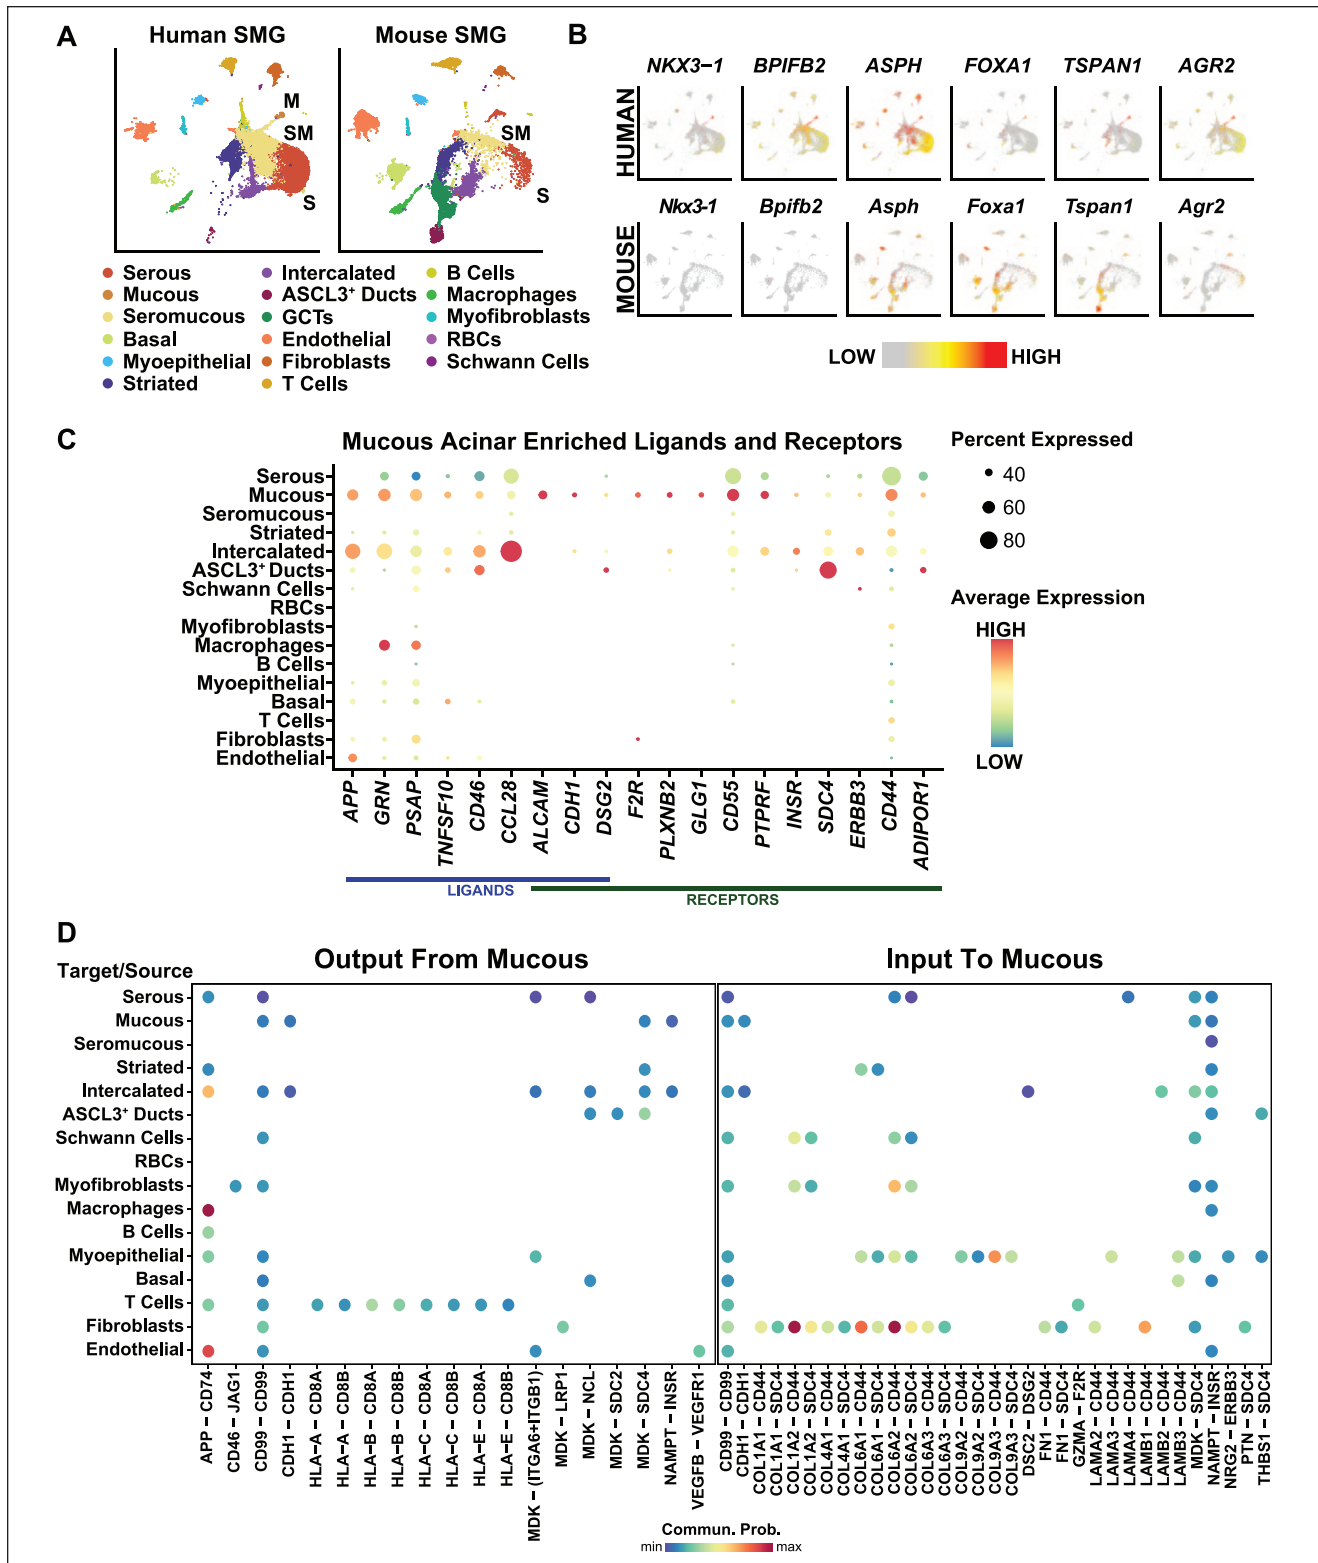 A
Human SMG
Mouse SMG
M
SM
S
SM
S
Serous
Mucous
Seromucous
Basal
Myoepithelial
Striated
Intercalated
ASCL3+ Ducts
GCTs
Endothelial
Fibroblasts
T Cells
B Cells
Macrophages
Myofibroblasts
RBCs
Schwann Cells
B
NKX3-1 BPIFB2 ASPH FOXA1 TSPAN1 AGR2
HUMAN
Nkx3-1 Bpifb2 Asph Foxa1 Tspan1 Agr2
MOUSE
LOW HIGH
C
Mucous Acinar Enriched Ligands and Receptors
Serous
Mucous
Seromucous
Striated
Intercalated
ASCL3+ Ducts
Schwann Cells
RBCs
Myofibroblasts
Macrophages
B Cells
Myoepithelial
Basal
T Cells
Fibroblasts
Endothelial
APP
GRN
PSAP
TNFSF10
CD46
CCL28
ALCAM
CDH1
DSG2
F2R
PLXNB2
GLG1
CD55
PTPRF
INSR
SDC4
ERBB3
CD44
ADIPOR1
LIGANDS
RECEPTORS
Percent Expressed
40
60
80
Average Expression
HIGH
LOW
D
Target/Source
Output From Mucous
Input To Mucous
Serous
Mucous
Seromucous
Striated
Intercalated
ASCL3+ Ducts
Schwann Cells
RBCs
Myofibroblasts
Macrophages
B Cells
Myoepithelial
Basal
T Cells
Fibroblasts
Endothelial
APP – CD74
CD46 – JAG1
CD99 – CD99
CDH1 – CDH1
HLA–A – CD8A
HLA–A – CD8B
HLA–B – CD8A
HLA–B – CD8B
HLA–C – CD8A
HLA–C – CD8B
HLA–E – CD8A
HLA–E – CD8B
MDK – (ITGA6+ITGB1)
MDK – LRP1
MDK – NCL
MDK – SDC2
MDK – SDC4
NAMPT – INSR
VEGFB – VEGFR1
CD99 – CD99
CDH1 – CDH1
COL1A1 – CD44
COL1A1 – SDC4
COL1A2 – CD44
COL1A2 – SDC4
COL4A1 – CD44
COL4A1 – SDC4
COL6A1 – CD44
COL6A1 – SDC4
COL6A2 – CD44
COL6A2 – SDC4
COL6A3 – CD44
COL6A3 – SDC4
COL9A2 – CD44
COL9A2 – SDC4
COL9A3 – CD44
COL9A3 – SDC4
DSC2 – DSG2
FN1 – CD44
FN1 – SDC4
GZMA – F2R
LAMA2 – CD44
LAMA3 – CD44
LAMA4 – CD44
LAMB1 – CD44
LAMB2 – CD44
LAMB3 – CD44
MDK – SDC4
NAMPT – INSR
NRG2 – ERBB3
PTN – SDC4
THBS1 – SDC4
Commun. Prob.
min max